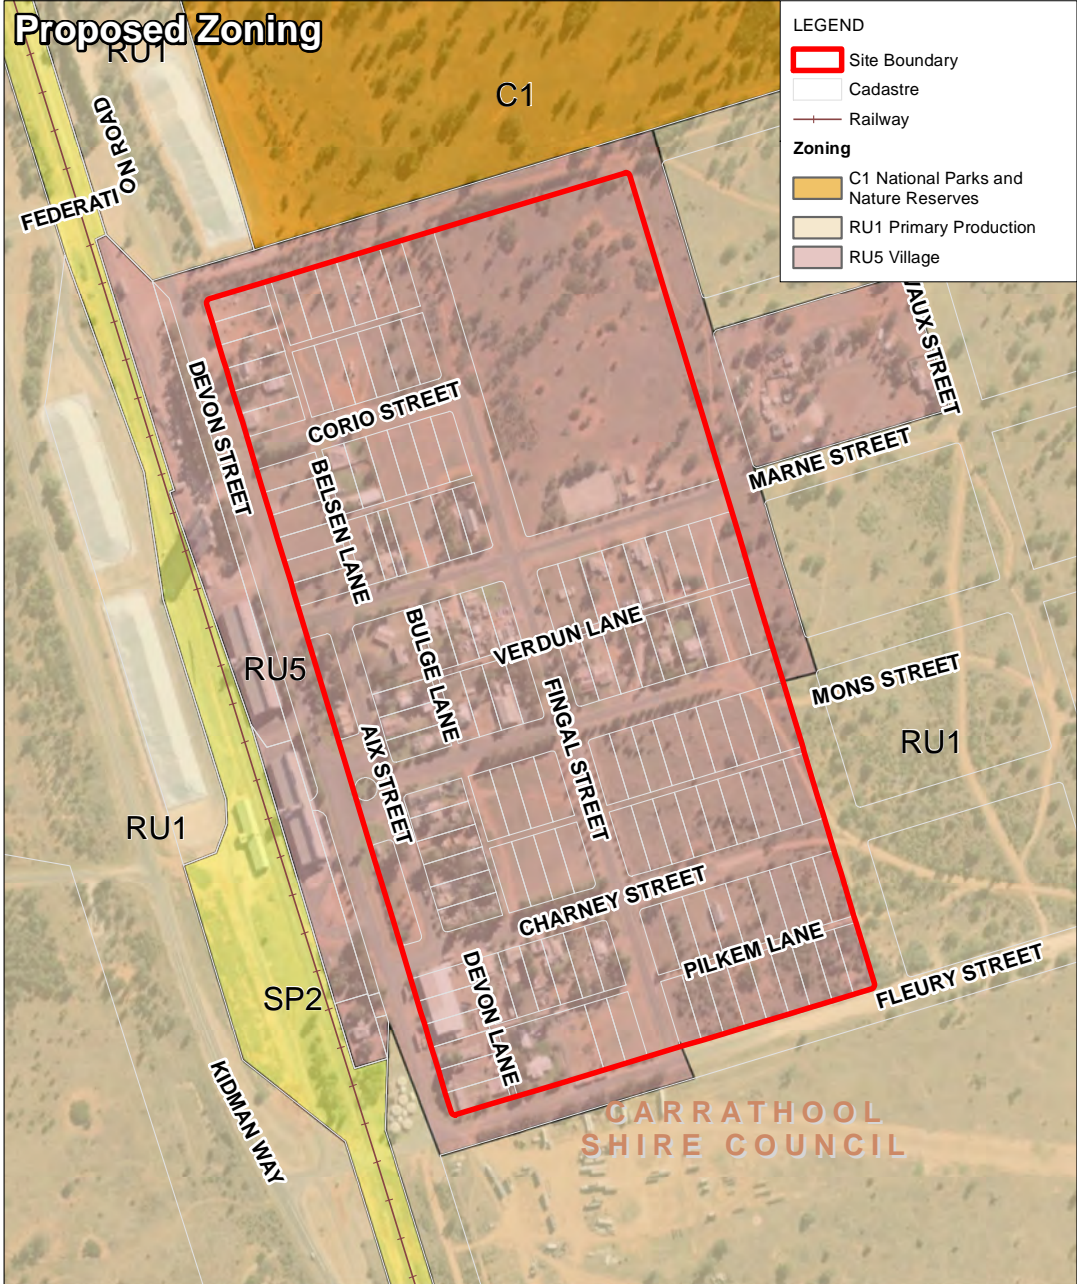 Proposed Zoning
LEGEND
Site Boundary
Cadastre
Railway
Zoning
C1 National Parks and
Nature Reserves
RU1 Primary Production
RU5 Village
RU1
C1
FEDERATION ROAD
DEVON STREET
CORIO STREET
BELSEN LANE
MARNE STREET
VERDUN LANE
BULGE LANE
RU5
MONS STREET
FINGAL STREET
AIX STREET
RU1
RU1
CHARNEY STREET
PILKEM LANE
FLEURY STREET
DEVON LANE
SP2
KIDMAN WAY
CARRATHOOL
SHIRE COUNCIL